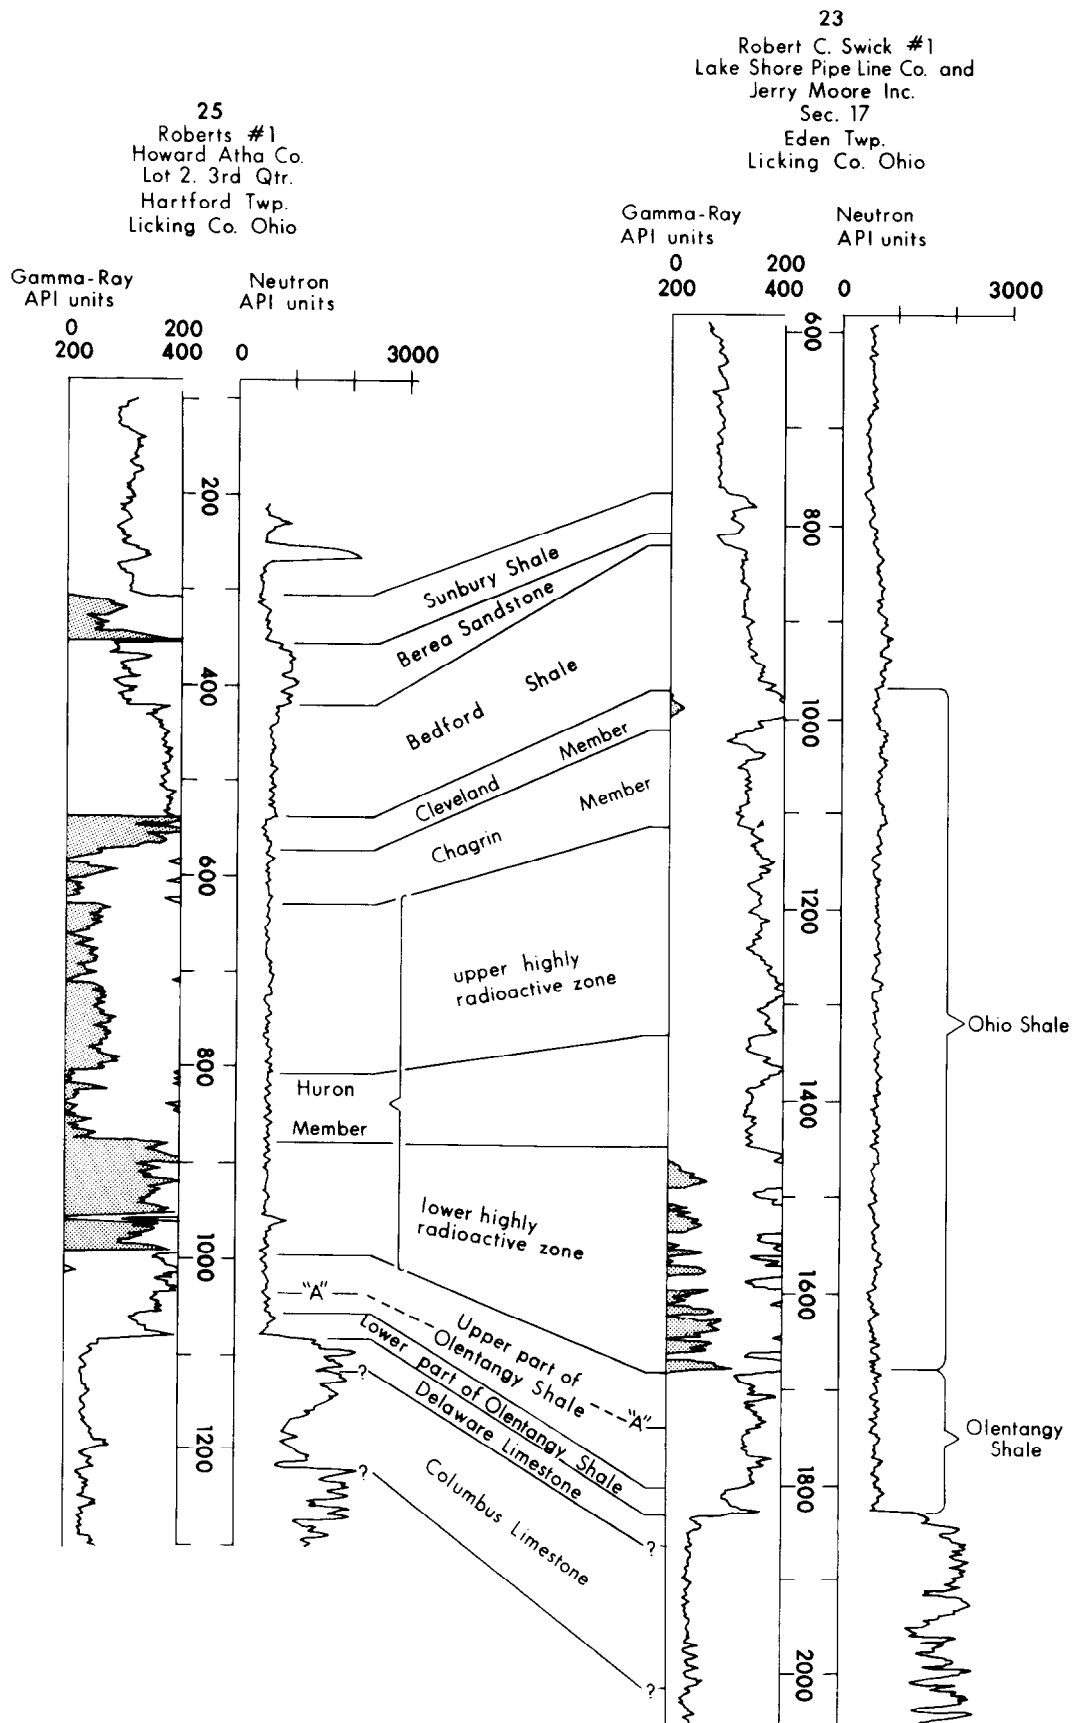 23
Robert C. Swick #1
Lake Shore Pipe Line Co. and
Jerry Moore Inc.
Sec. 17
Eden Twp.
Licking Co. Ohio
25
Roberts #1
Howard Atha Co.
Lot 2. 3rd Qtr.
Hartford Twp.
Licking Co. Ohio
Gamma-Ray
API units
0 200
200 400
Neutron
API units
0 3000
Gamma-Ray
API units
0 200
200 400
Neutron
API units
0 3000
200
400
600
800
1000
1200
600
800
1000
1200
1400
1600
1800
2000
Sunbury Shale
Berea Sandstone
Bedford Shale
Cleveland Member
Chagrin Member
upper highly
radioactive zone
Huron
Member
lower highly
radioactive zone
"A"
Upper part of
Olentangy Shale
"A"
Lower part of Olentangy Shale
?
Delaware Limestone
?
?
Columbus Limestone
?
Ohio Shale
Olentangy
Shale